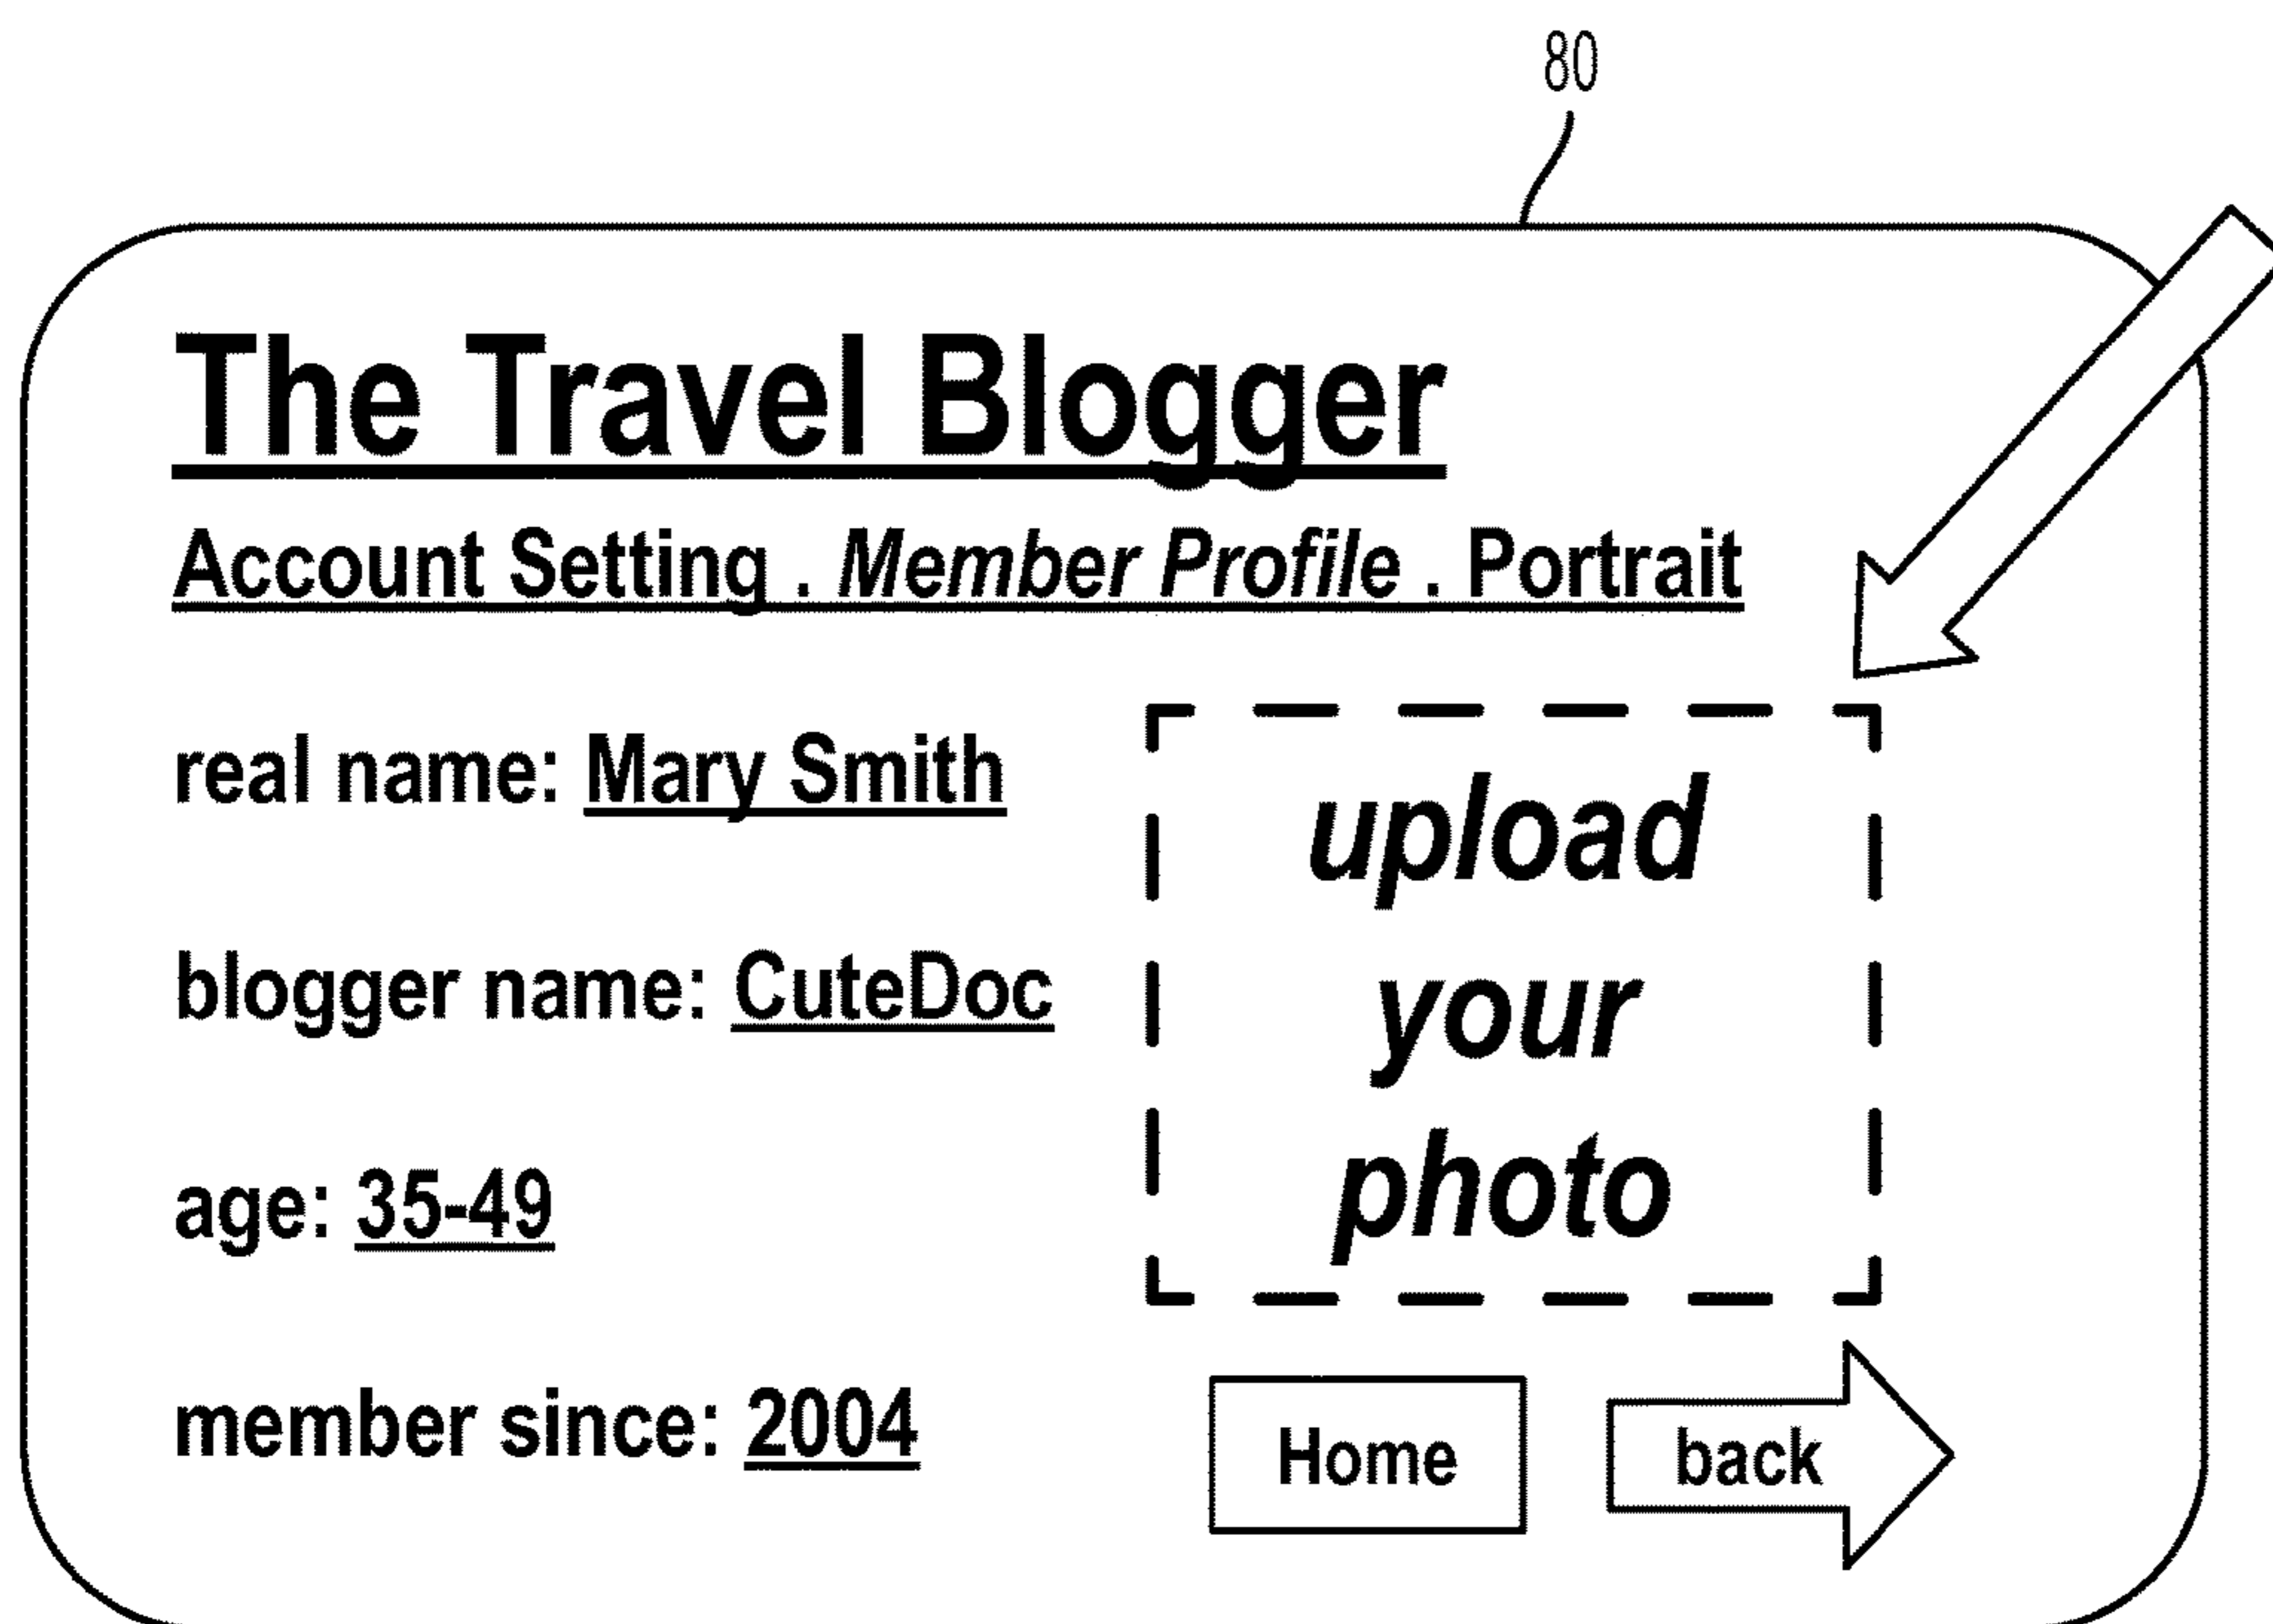 80
The Travel Blogger
Account Setting . Member Profile . Portrait
real name: Mary Smith
blogger name: CuteDoc
age: 35-49
member since: 2004
upload
your
photo
Home
back